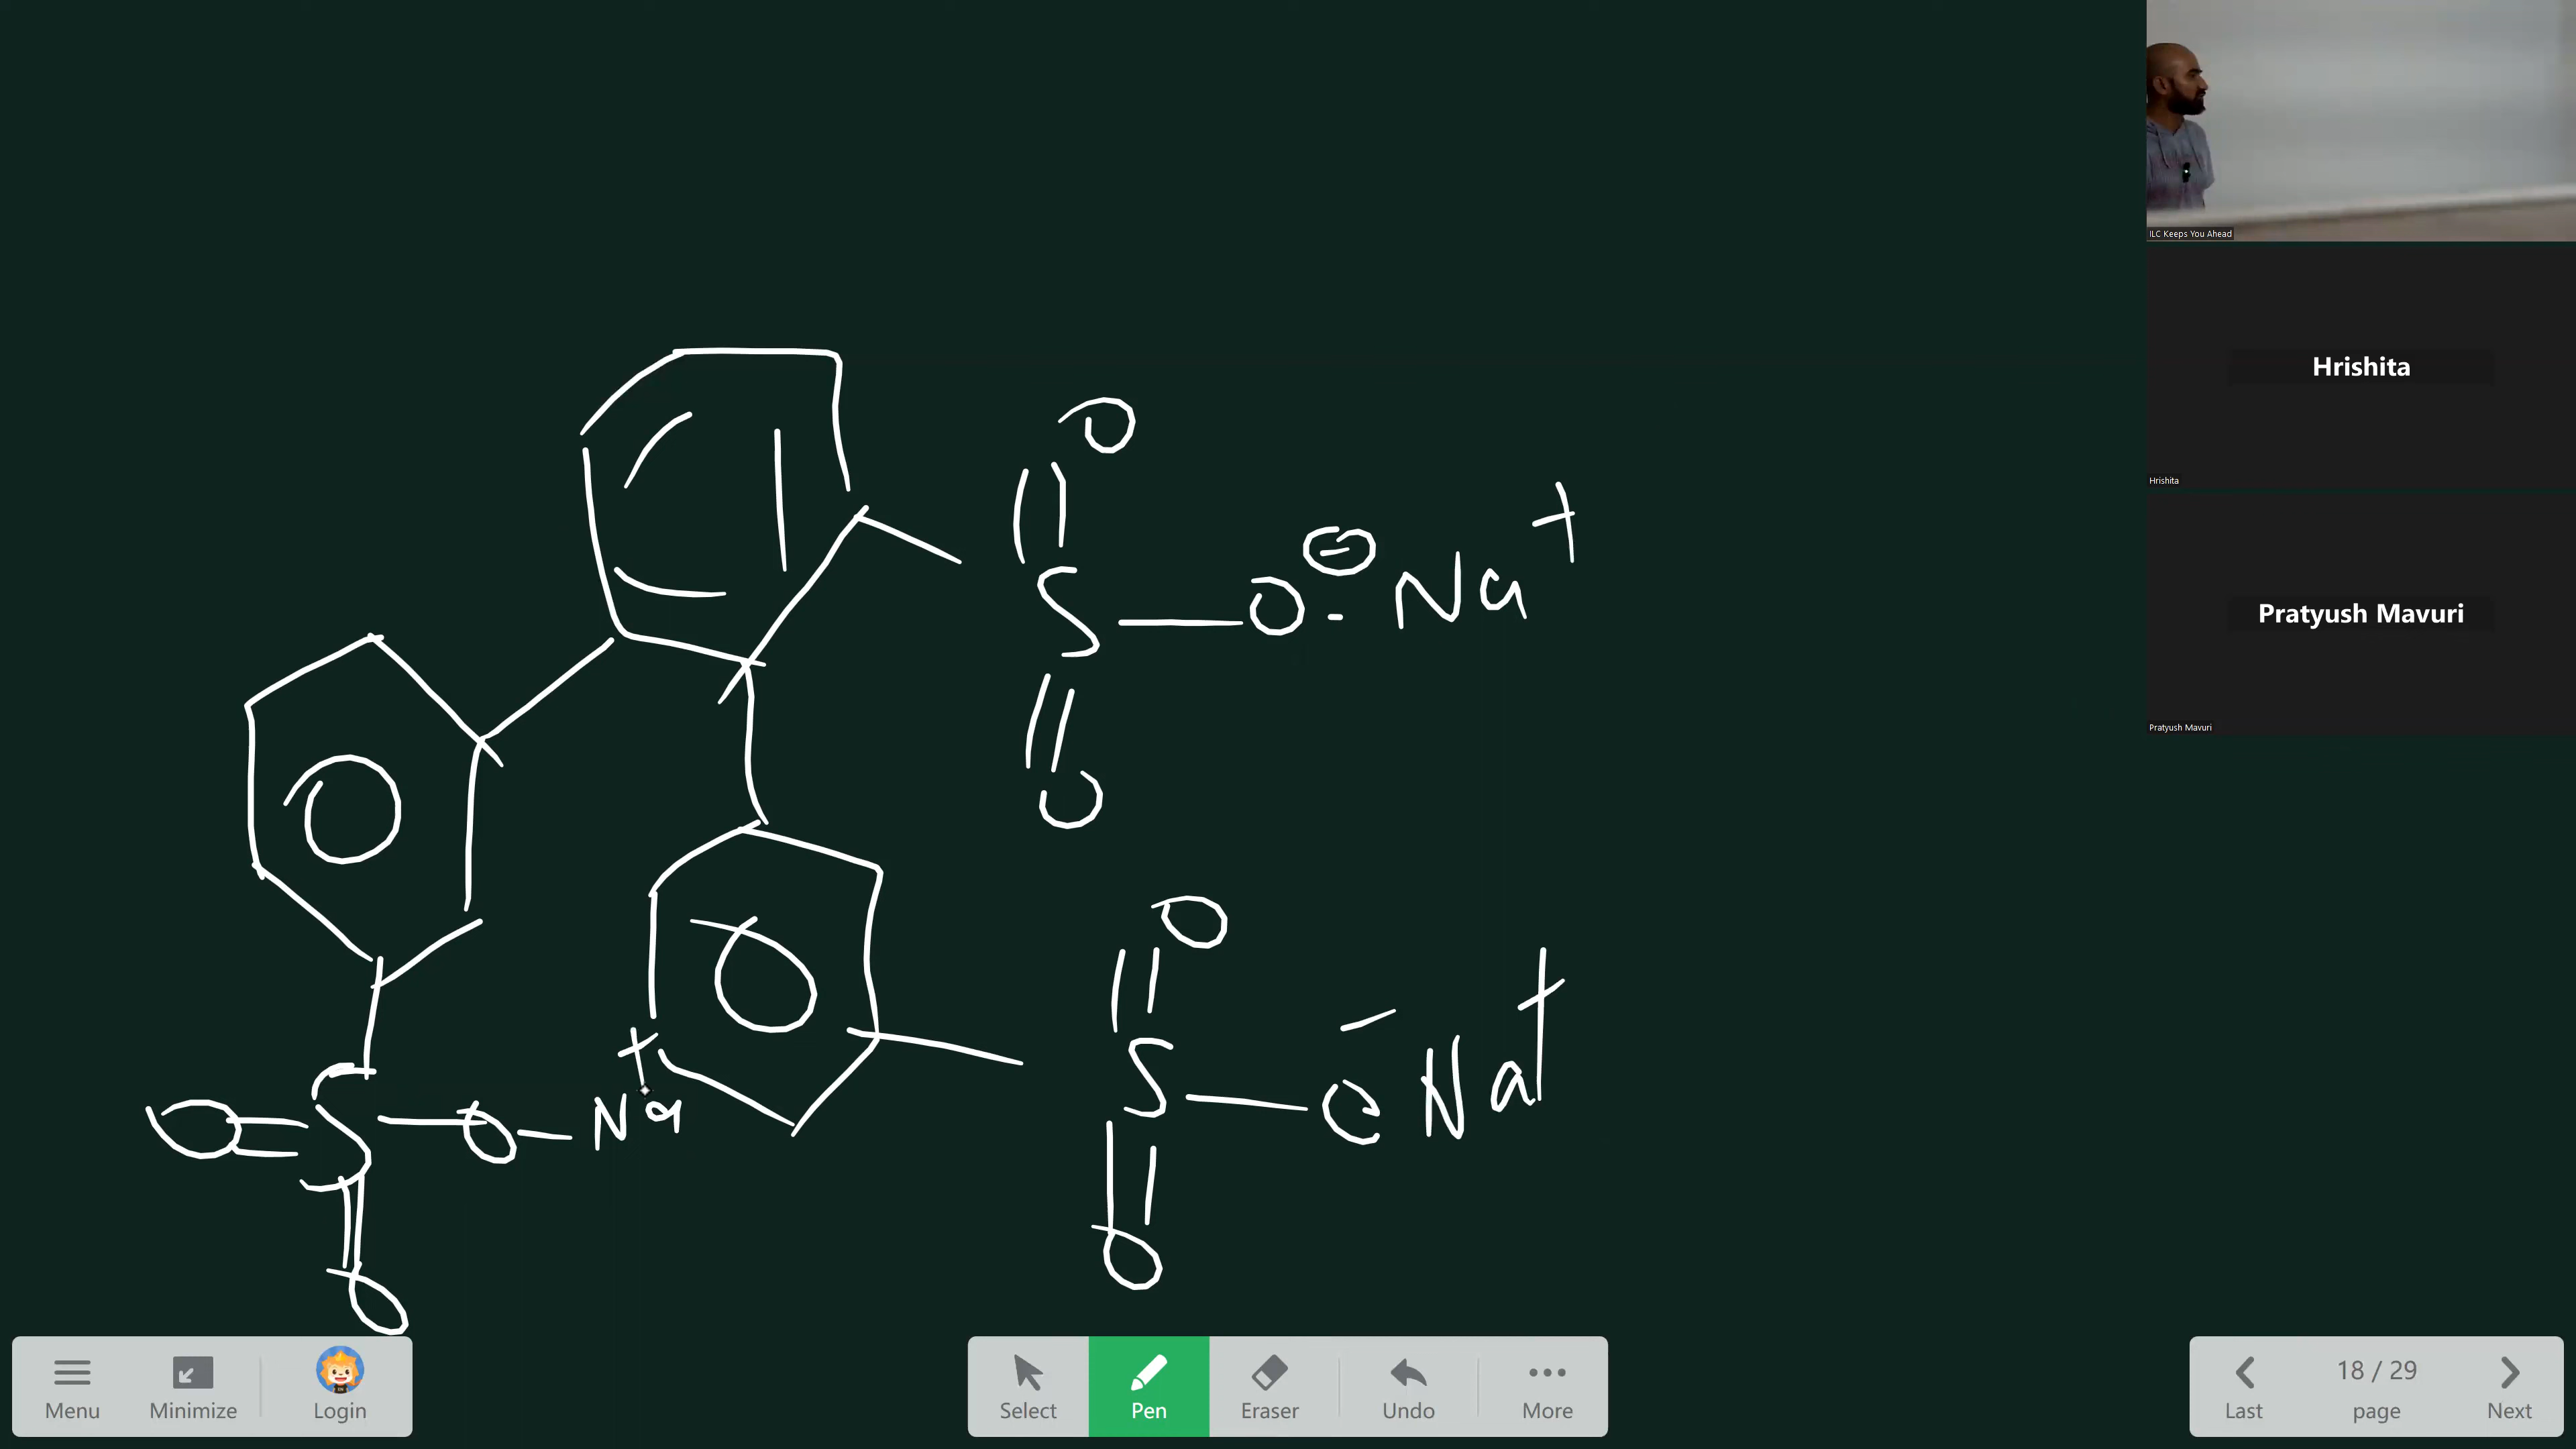 ILC Keeps You Ahead
Hrishita
Hrishita
Pratyush Mavuri
Pratyush Mavuri
O
S — O ⊖ Na +
O
O
S — O − Na +
O
O = S — O — Na +
O
Menu Minimize Login
Select Pen Eraser Undo More
Last 18 / 29 page Next